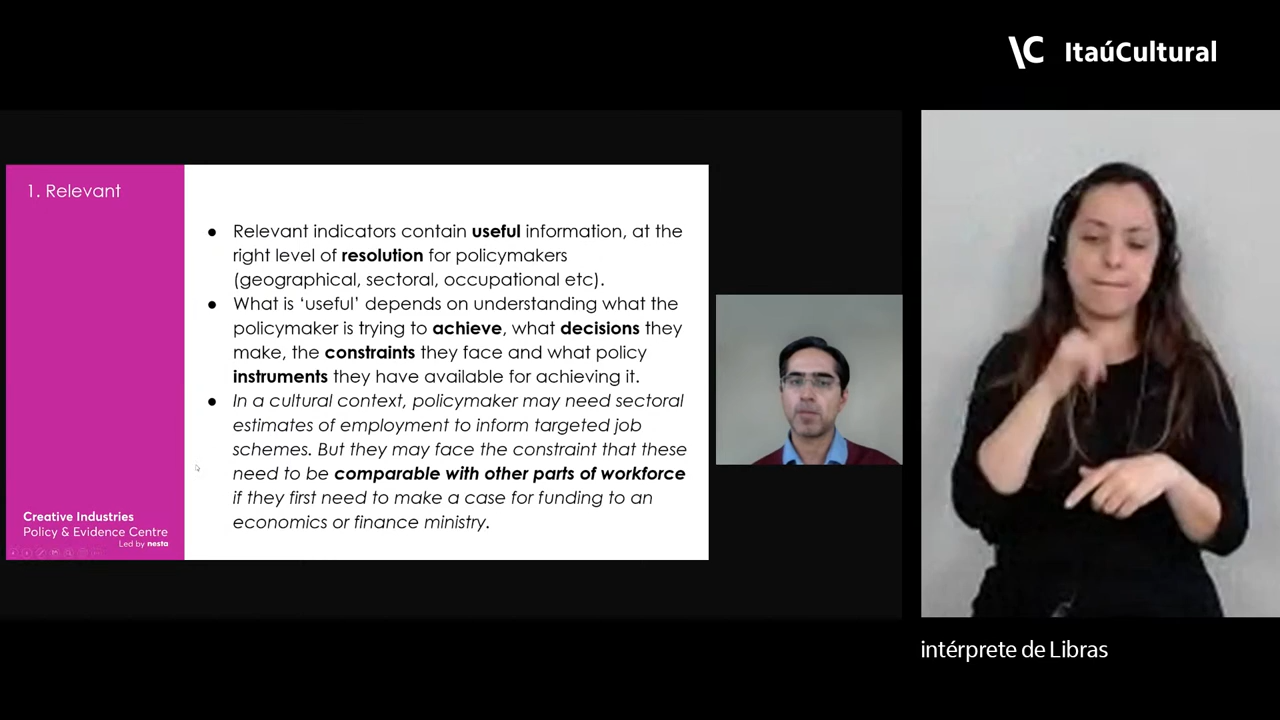 \C ItaúCultural
1. Relevant
● Relevant indicators contain useful information, at the
right level of resolution for policymakers
(geographical, sectoral, occupational etc).
● What is ‘useful’ depends on understanding what the
policymaker is trying to achieve, what decisions they
make, the constraints they face and what policy
instruments they have available for achieving it.
● In a cultural context, policymaker may need sectoral
estimates of employment to inform targeted job
schemes. But they may face the constraint that these
need to be comparable with other parts of workforce
if they first need to make a case for funding to an
economics or finance ministry.
Creative Industries
Policy & Evidence Centre
Led by nesta
intérprete de Libras